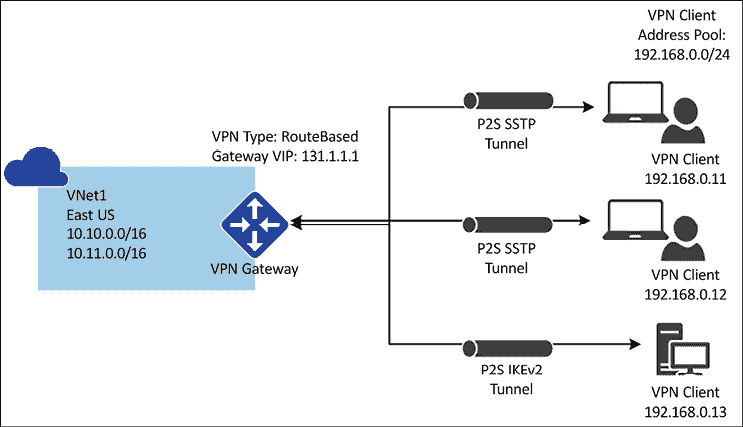 VPN Client
Address Pool:
192.168.0.0/24
P2S SSTP
Tunnel
VPN Client
192.168.0.11
VPN Type: RouteBased
Gateway VIP: 131.1.1.1
VNet1
East US
10.10.0.0/16
10.11.0.0/16
VPN Gateway
P2S SSTP
Tunnel
VPN Client
192.168.0.12
P2S IKEv2
Tunnel
VPN Client
192.168.0.13